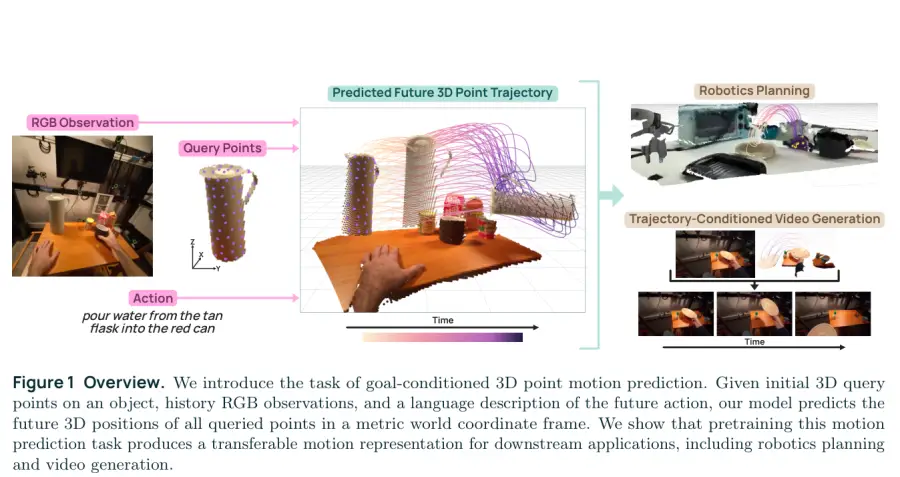 Predicted Future 3D Point Trajectory
Robotics Planning
RGB Observation
Query Points
Z
X
Y
Trajectory-Conditioned Video Generation
Action
pour water from the tan
flask into the red can
Time
Time
Figure 1 Overview. We introduce the task of goal-conditioned 3D point motion prediction. Given initial 3D query
points on an object, history RGB observations, and a language description of the future action, our model predicts the
future 3D positions of all queried points in a metric world coordinate frame. We show that pretraining this motion
prediction task produces a transferable motion representation for downstream applications, including robotics planning
and video generation.